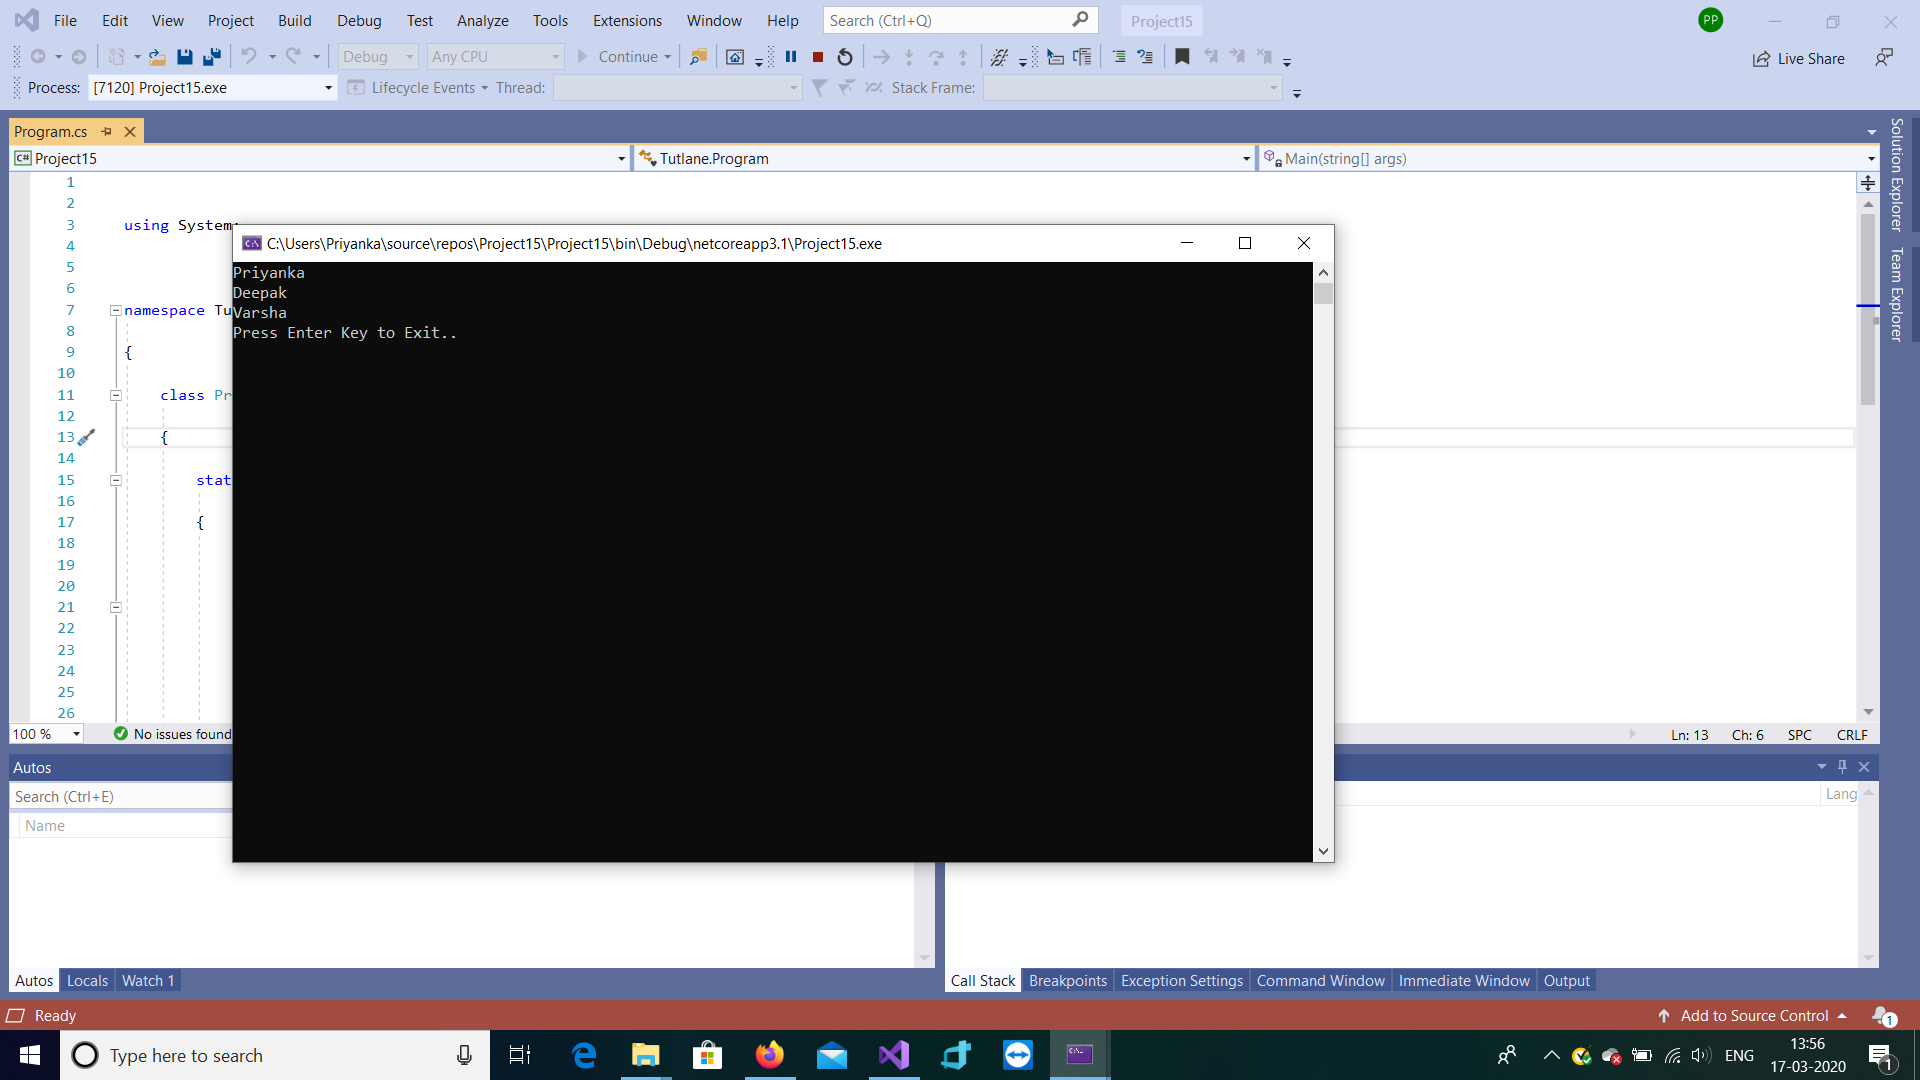 File Edit View Project Build Debug Test Analyze Tools Extensions Window Help Search (Ctrl+Q) Project15 PP
Debug Any CPU Continue Live Share
Process: [7120] Project15.exe Lifecycle Events Thread: Stack Frame:
Program.cs
C# Project15 Tutlane.Program Main(string[] args)
1
2
3 using System;
4
5
6
7 namespace Tu
8
9 {
10
11 class Pr
12
13 {
14
15 stat
16
17 {
18
19
20
21
22
23
24
25
26
C:\Users\Priyanka\source\repos\Project15\Project15\bin\Debug\netcoreapp3.1\Project15.exe
Priyanka
Deepak
Varsha
Press Enter Key to Exit..
Solution Explorer
Team Explorer
100 % No issues found Ln: 13 Ch: 6 SPC CRLF
Autos
Search (Ctrl+E)
Name
Lang
Autos Locals Watch 1
Call Stack Breakpoints Exception Settings Command Window Immediate Window Output
Ready Add to Source Control 1
Type here to search ENG 13:56
17-03-2020 1